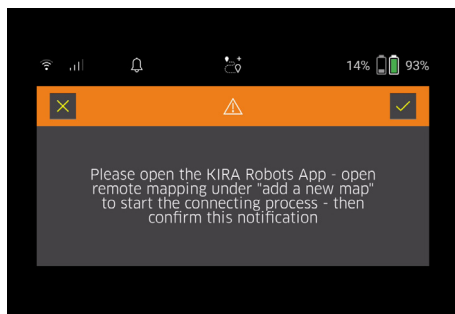 14% 93%
Please open the KIRA Robots App - open
remote mapping under "add a new map"
to start the connecting process - then
confirm this notification